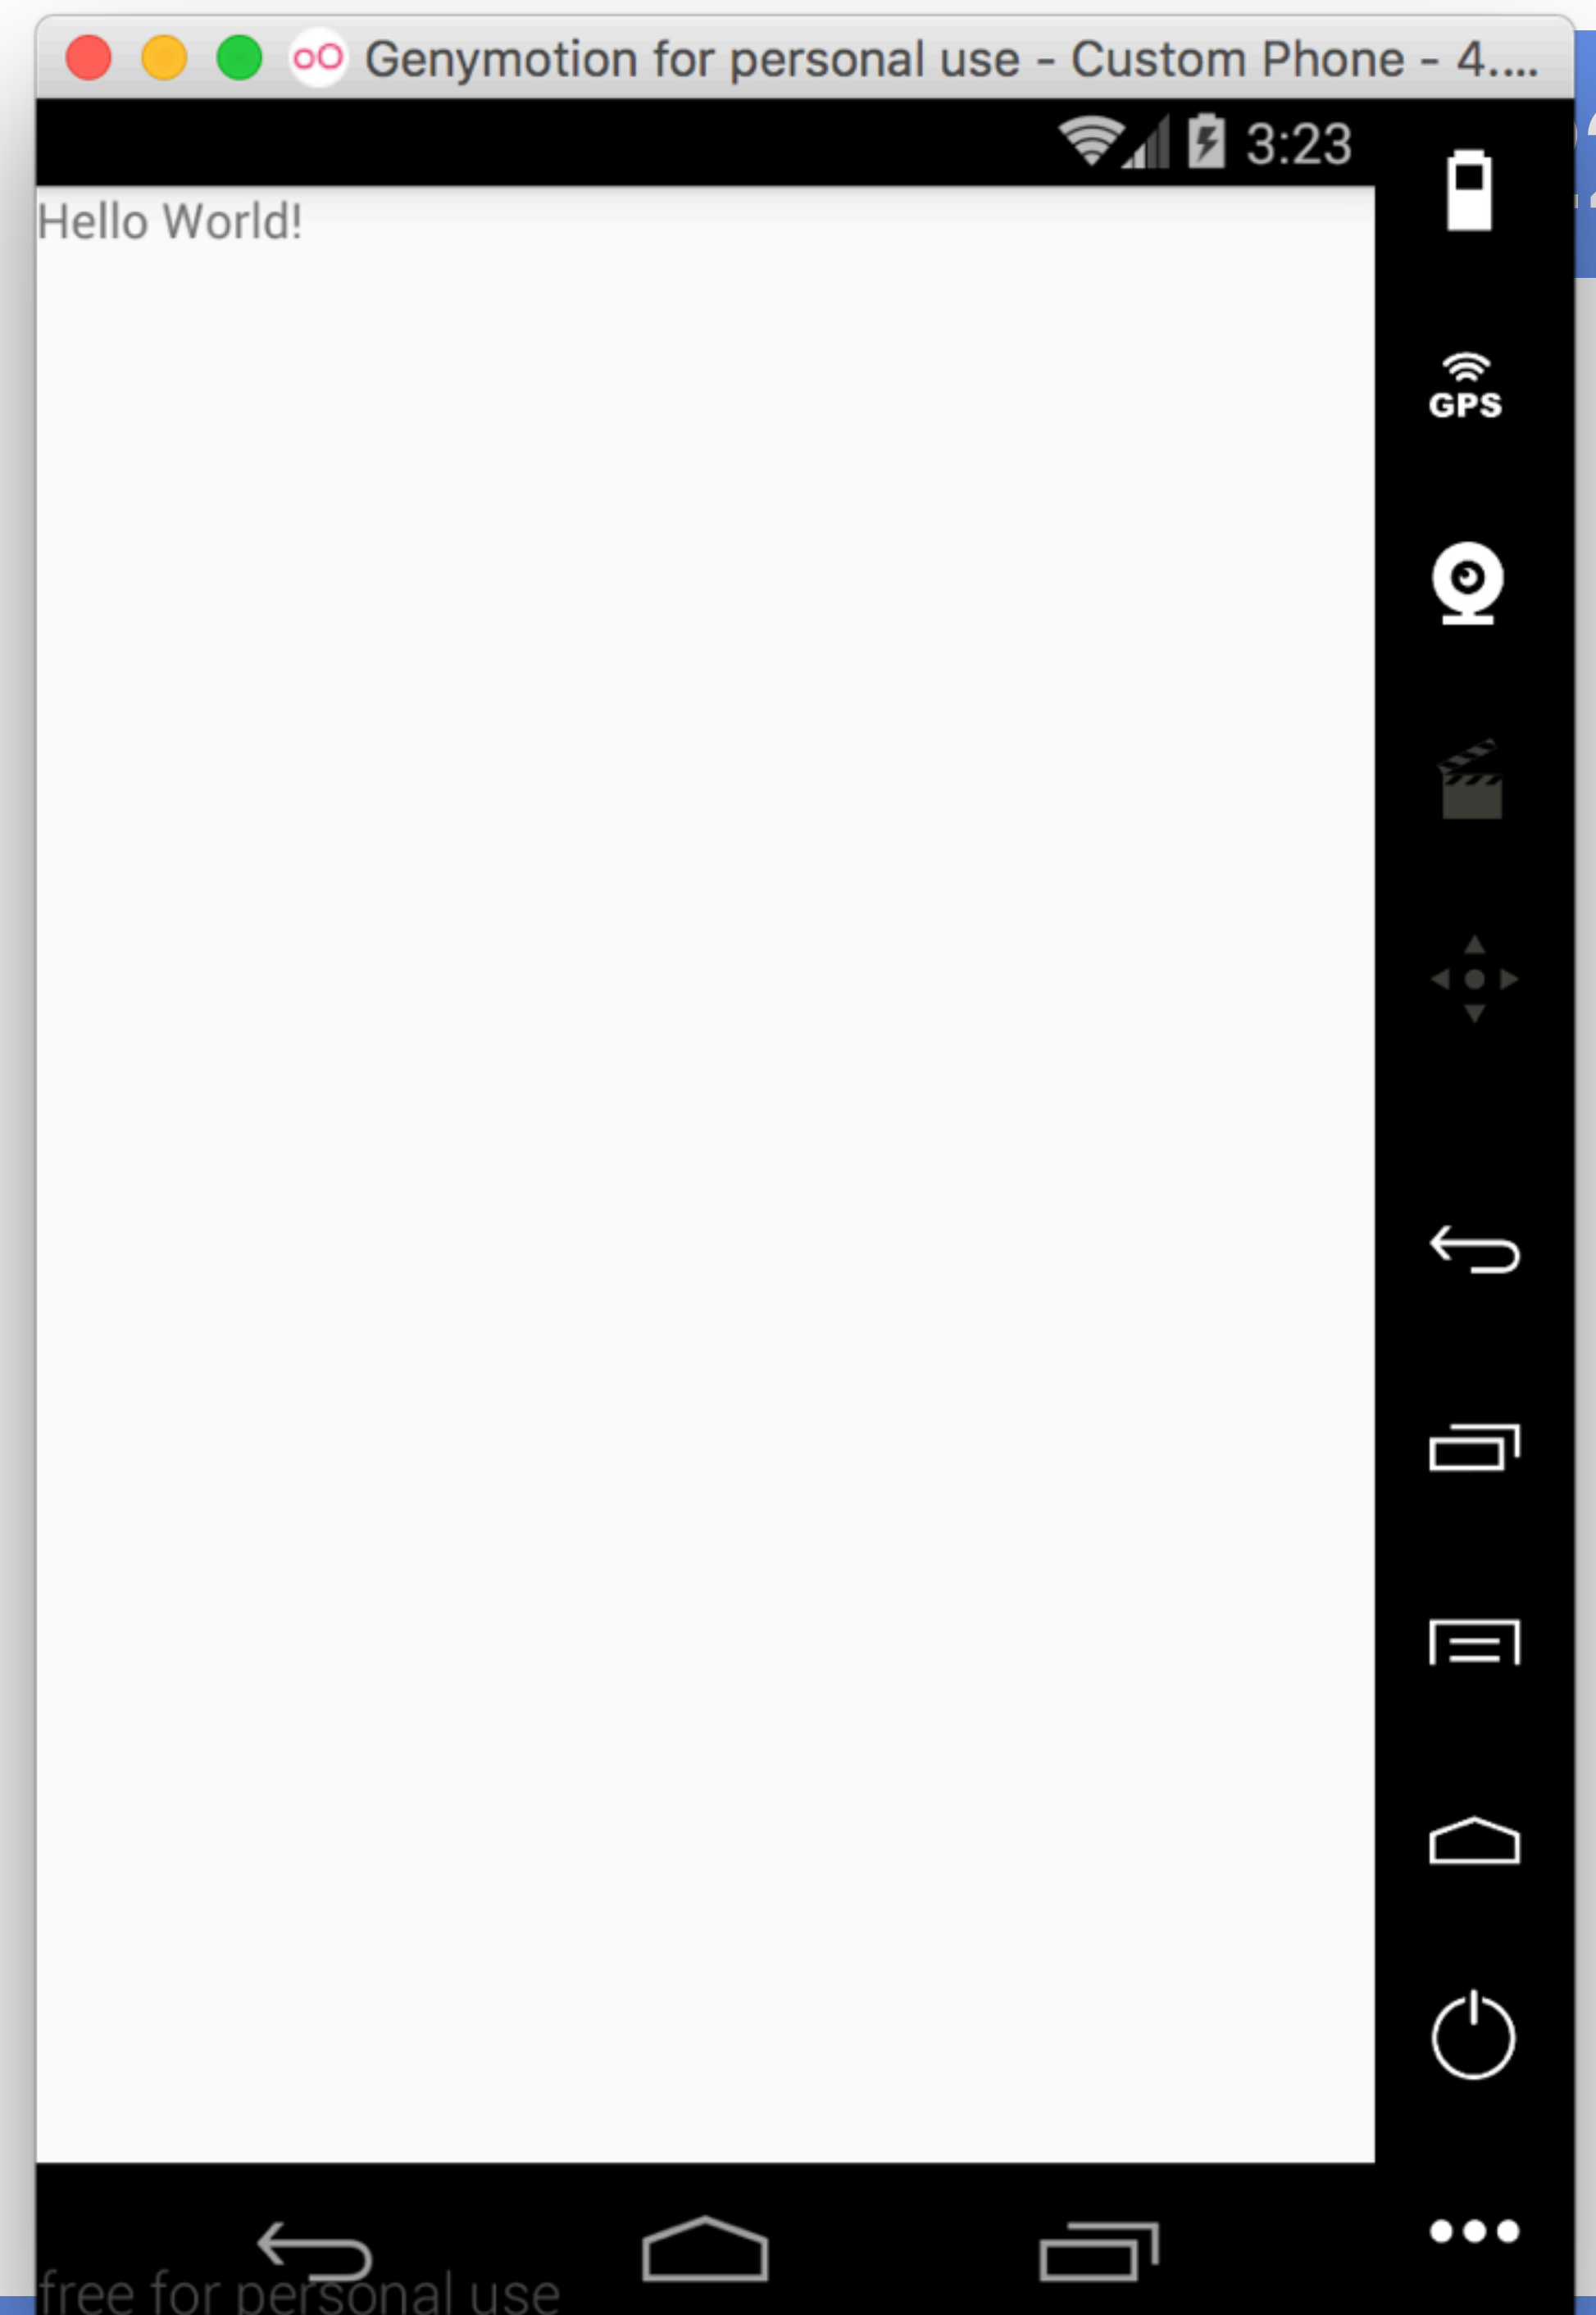 Genymotion for personal use - Custom Phone - 4....
3:23
Hello World!
GPS
free for personal use